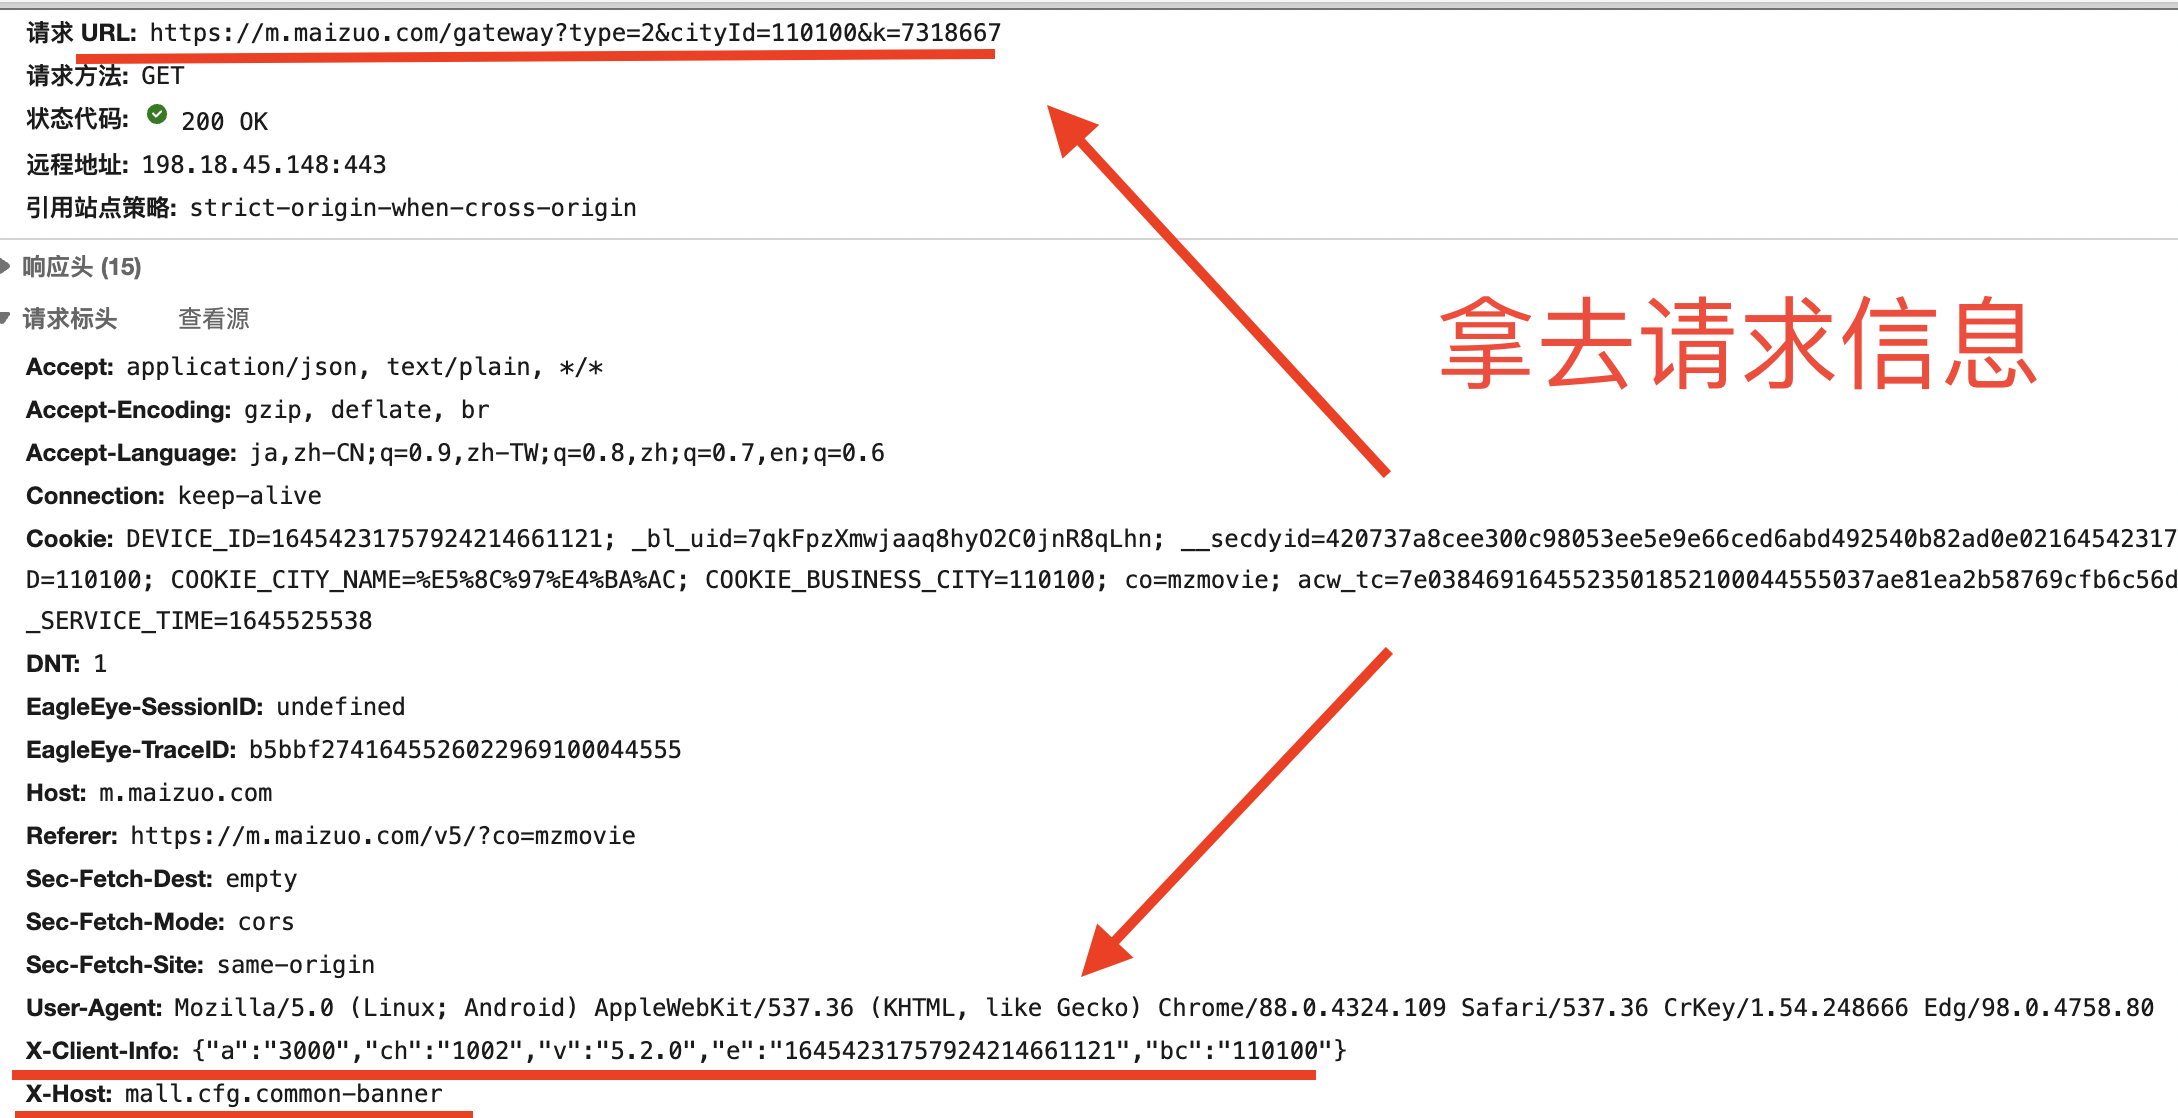 请求 URL: https://m.maizuo.com/gateway?type=2&cityId=110100&k=7318667
请求方法: GET
状态代码: 200 OK
远程地址: 198.18.45.148:443
引用站点策略: strict-origin-when-cross-origin
响应头 (15)
请求标头 查看源
拿去请求信息
Accept: application/json, text/plain, */*
Accept-Encoding: gzip, deflate, br
Accept-Language: ja,zh-CN;q=0.9,zh-TW;q=0.8,zh;q=0.7,en;q=0.6
Connection: keep-alive
Cookie: DEVICE_ID=16454231757924214661121; _bl_uid=7qkFpzXmwjaaq8hyO2C0jnR8qLhn; __secdyid=420737a8cee300c98053ee5e9e66ced6abd492540b82ad0e02164542317
D=110100; COOKIE_CITY_NAME=%E5%8C%97%E4%BA%AC; COOKIE_BUSINESS_CITY=110100; co=mzmovie; acw_tc=7e0384691645523501852100044555037ae81ea2b58769cfb6c56d
_SERVICE_TIME=1645525538
DNT: 1
EagleEye-SessionID: undefined
EagleEye-TraceID: b5bbf2741645526022969100044555
Host: m.maizuo.com
Referer: https://m.maizuo.com/v5/?co=mzmovie
Sec-Fetch-Dest: empty
Sec-Fetch-Mode: cors
Sec-Fetch-Site: same-origin
User-Agent: Mozilla/5.0 (Linux; Android) AppleWebKit/537.36 (KHTML, like Gecko) Chrome/88.0.4324.109 Safari/537.36 CrKey/1.54.248666 Edg/98.0.4758.80
X-Client-Info: {"a":"3000","ch":"1002","v":"5.2.0","e":"16454231757924214661121","bc":"110100"}
X-Host: mall.cfg.common-banner